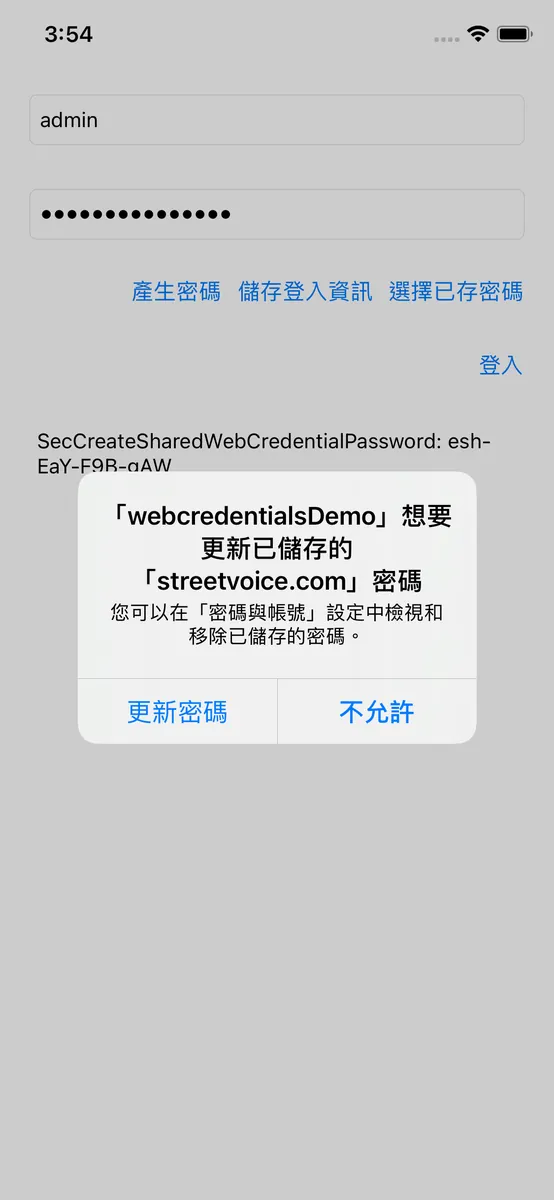 3:54
admin
●●●●●●●●●●●●●●●
產生密碼 儲存登入資訊 選擇已存密碼
登入
SecCreateSharedWebCredentialPassword: esh-
EaY-F9B-gAW
「webcredentialsDemo」想要
更新已儲存的
「streetvoice.com」密碼
您可以在「密碼與帳號」設定中檢視和
移除已儲存的密碼。
更新密碼 不允許